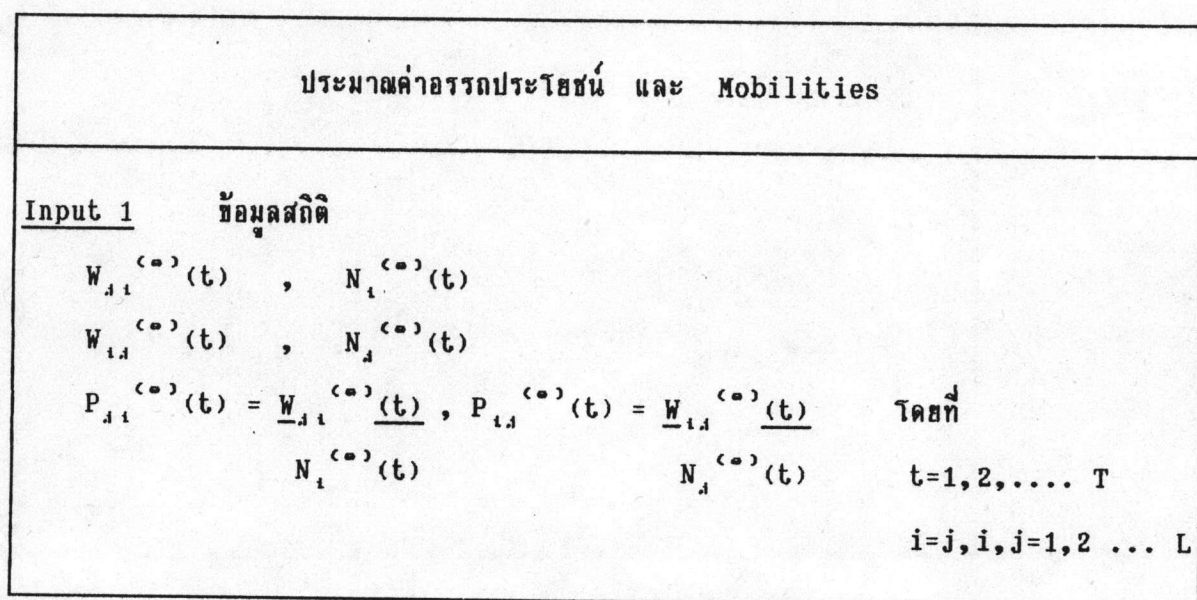 ประมาณค่าอรรถประโยชน์ และ Mobilities
Input 1 ข้อมูลสถิติ
W_ji^(e)(t) , N_i^(e)(t)
W_ij^(e)(t) , N_j^(e)(t)
P_ji^(e)(t) = W_ji^(e)(t) , P_ij^(e)(t) = W_ij^(e)(t) โดยที่
N_i^(e)(t) N_j^(e)(t) t=1,2,.... T
i=j,i,j=1,2 ... L